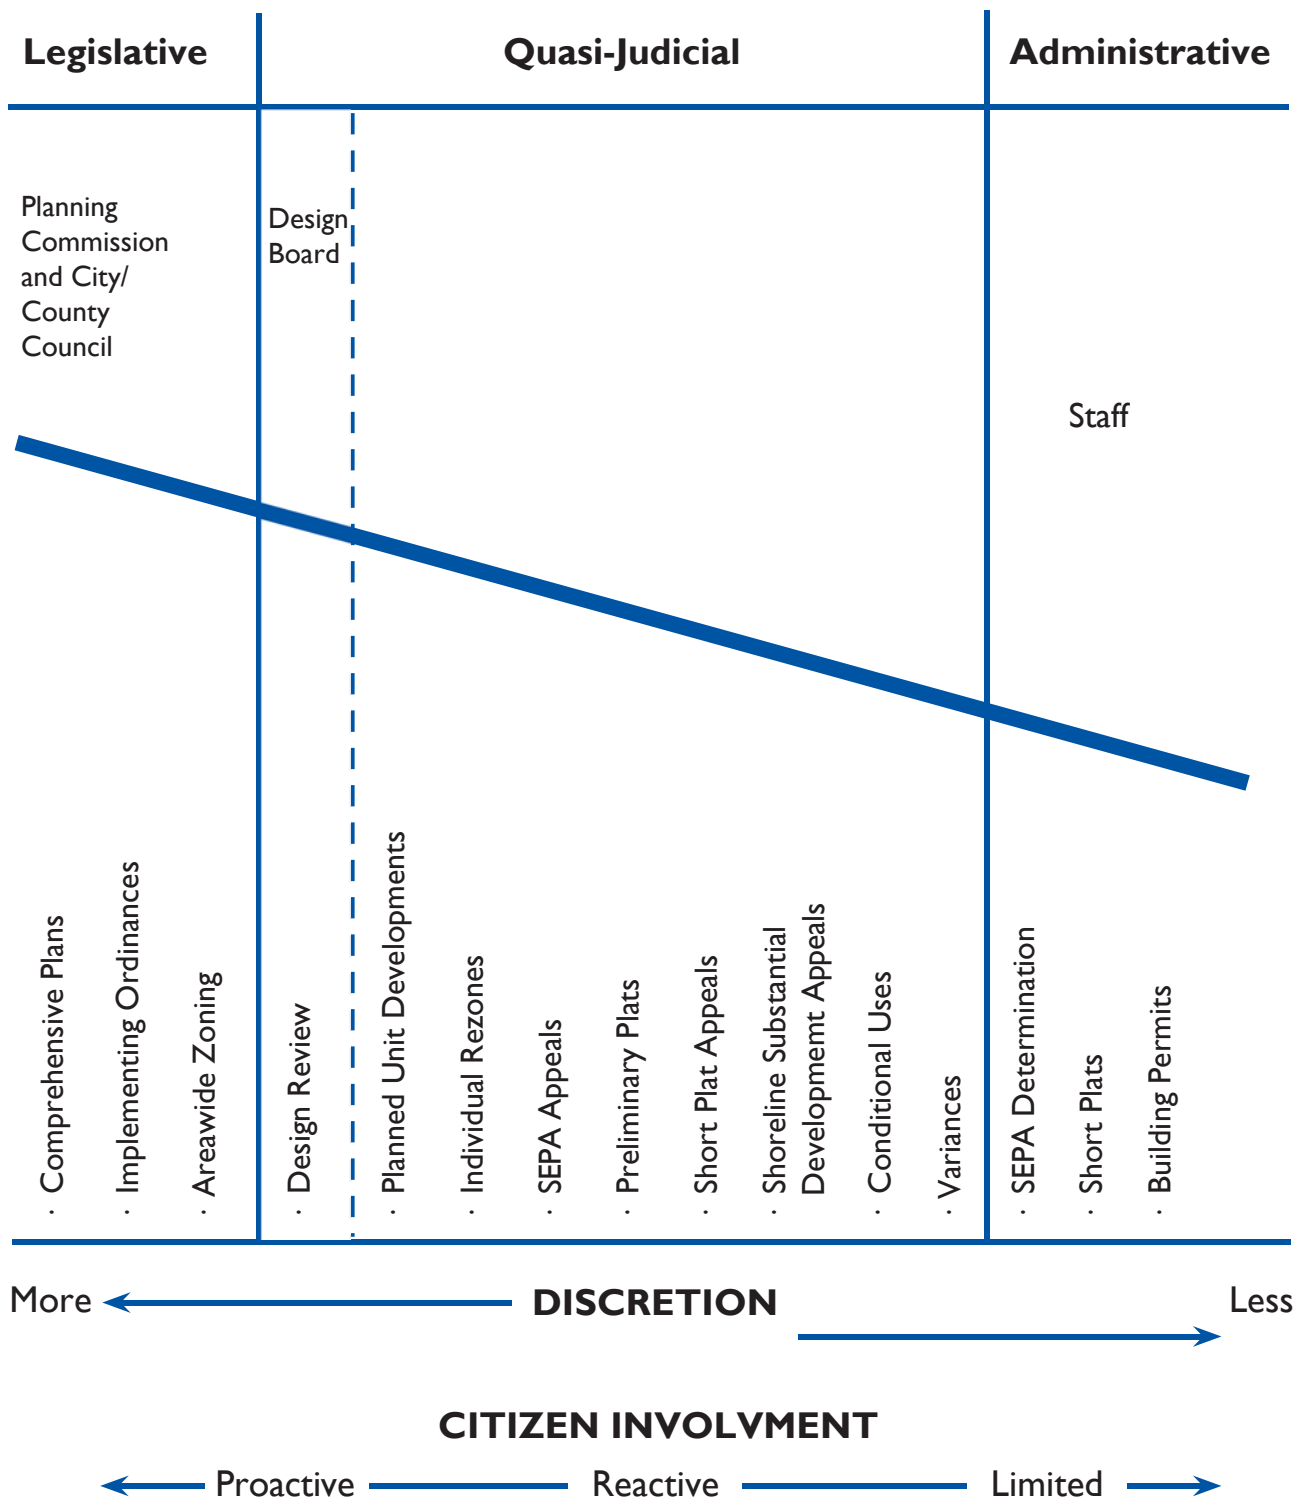 Legislative
Quasi-Judicial
Administrative
Planning
Commission
and City/
County
Council
Design
Board
Staff
· Comprehensive Plans
· Implementing Ordinances
· Areawide Zoning
· Design Review
· Planned Unit Developments
· Individual Rezones
· SEPA Appeals
· Preliminary Plats
· Short Plat Appeals
· Shoreline Substantial
Developmemt Appeals
· Conditional Uses
· Variances
· SEPA Determination
· Short Plats
· Building Permits
More
DISCRETION
Less
CITIZEN INVOLVMENT
Proactive
Reactive
Limited